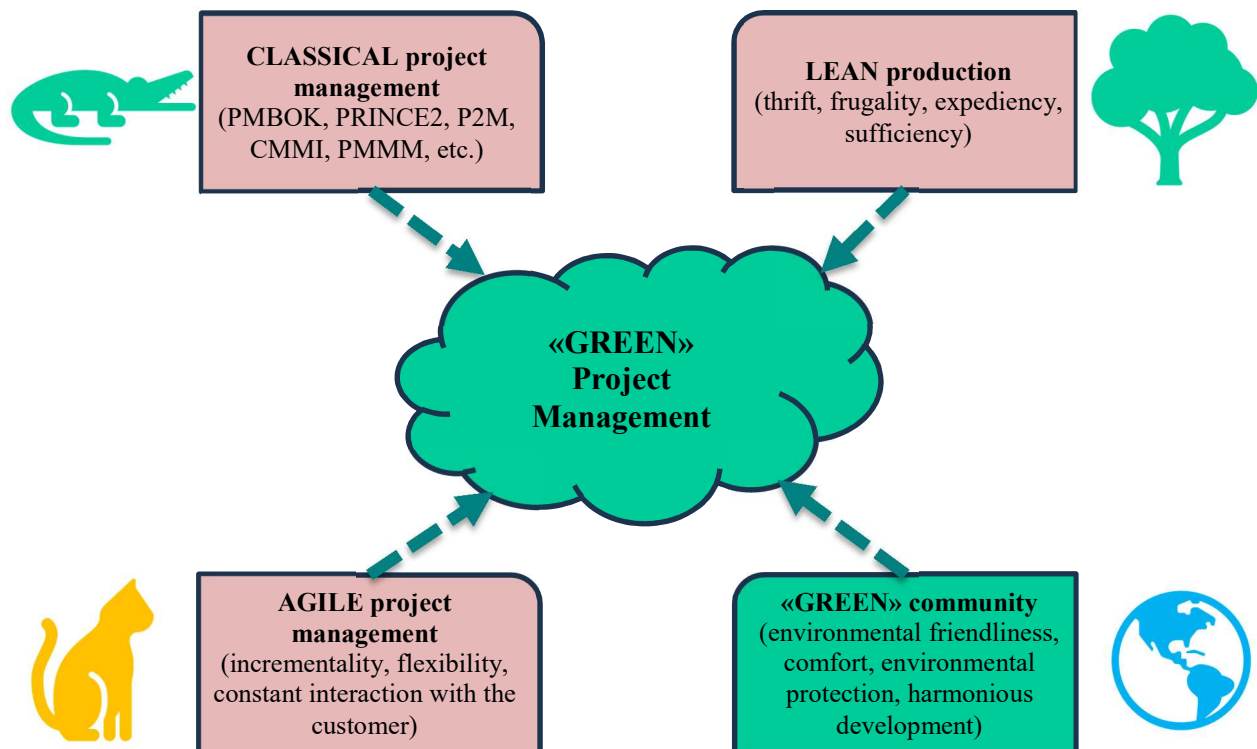 CLASSICAL project
management
(PMBOK, PRINCE2, P2M,
CMMI, PMMM, etc.)
LEAN production
(thrift, frugality, expediency,
sufficiency)
«GREEN»
Project
Management
AGILE project
management
(incrementality, flexibility,
constant interaction with the
customer)
«GREEN» community
(environmental friendliness,
comfort, environmental
protection, harmonious
development)